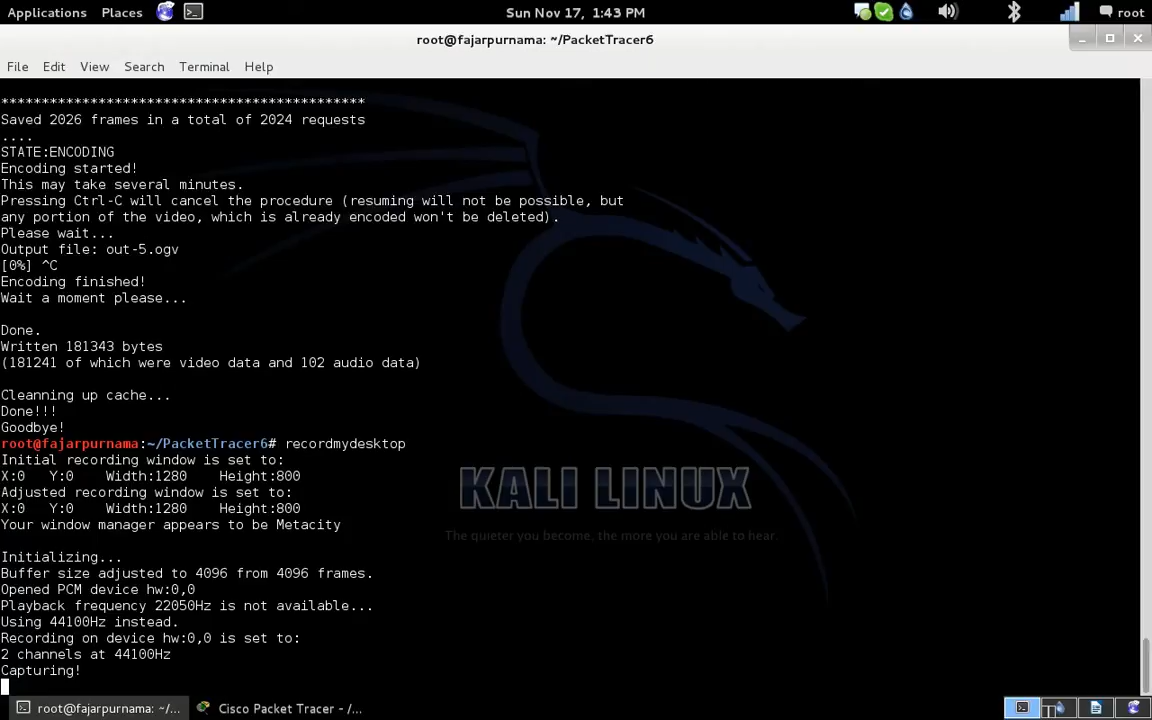 Applications Places Sun Nov 17, 1:43 PM root
root@fajarpurnama: ~/PacketTracer6
File Edit View Search Terminal Help
*********************************************
Saved 2026 frames in a total of 2024 requests
....
STATE:ENCODING
Encoding started!
This may take several minutes.
Pressing Ctrl-C will cancel the procedure (resuming will not be possible, but
any portion of the video, which is already encoded won't be deleted).
Please wait...
Output file: out-5.ogv
[0%] ^C
Encoding finished!
Wait a moment please...
Done.
Written 181343 bytes
(181241 of which were video data and 102 audio data)
Cleanning up cache...
Done!!!
Goodbye!
root@fajarpurnama:~/PacketTracer6# recordmydesktop
Initial recording window is set to:
X:0 Y:0 Width:1280 Height:800
Adjusted recording window is set to:
X:0 Y:0 Width:1280 Height:800
Your window manager appears to be Metacity
Initializing...
Buffer size adjusted to 4096 from 4096 frames.
Opened PCM device hw:0,0
Playback frequency 22050Hz is not available...
Using 44100Hz instead.
Recording on device hw:0,0 is set to:
2 channels at 44100Hz
Capturing!
KALI LINUX
The quieter you become, the more you are able to hear.
root@fajarpurnama: ~/... Cisco Packet Tracer - /...